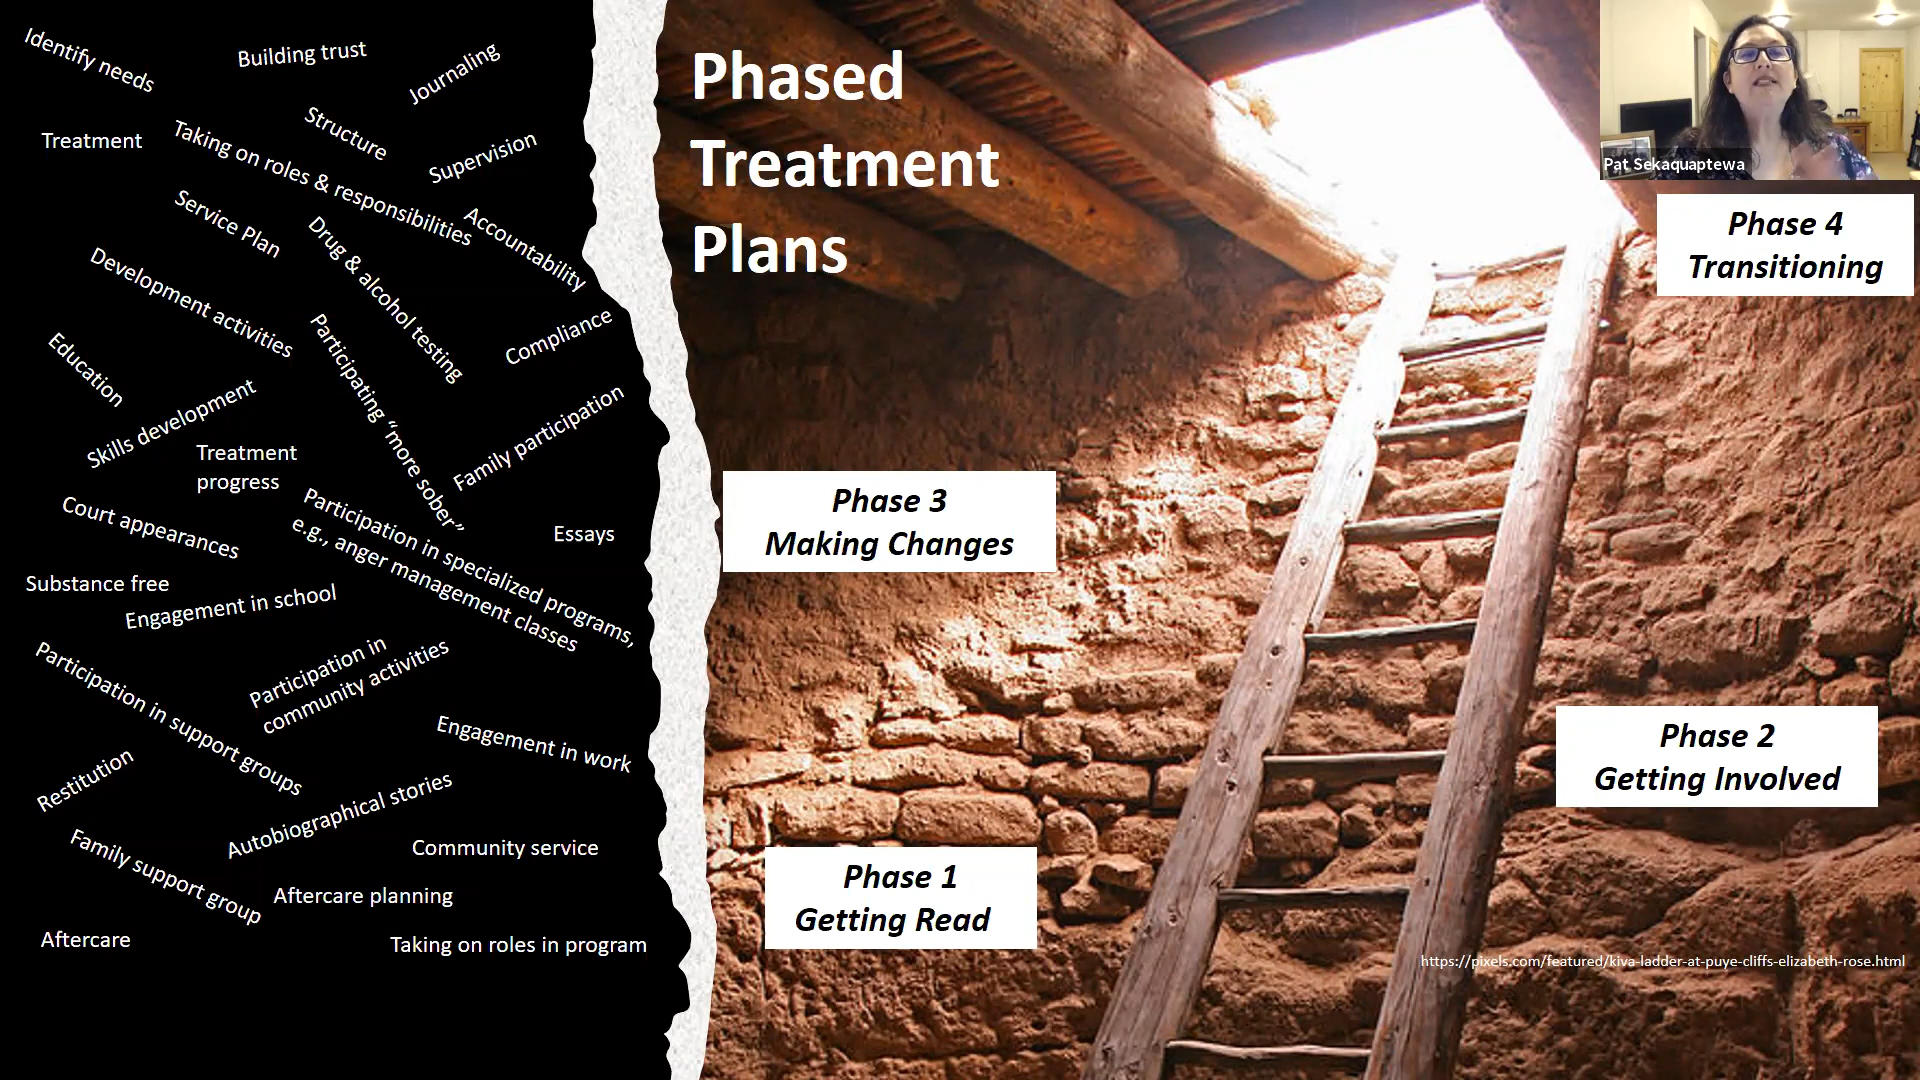 Identify needs
Building trust
Journaling
Treatment
Taking on roles & responsibilities
Structure
Supervision
Service Plan
Drug & alcohol testing
Accountability
Development activities
Participating “more sober”
Compliance
Education
Skills development
Family participation
Treatment
progress
Court appearances
Participation in specialized programs,
e.g., anger management classes
Essays
Substance free
Engagement in school
Participation in support groups
Participation in
community activities
Engagement in work
Restitution
Autobiographical stories
Family support group
Community service
Aftercare planning
Aftercare
Taking on roles in program
Phased
Treatment
Plans
Pat Sekaquaptewa
Phase 4
Transitioning
Phase 3
Making Changes
Phase 2
Getting Involved
Phase 1
Getting Read
https://pixels.com/featured/kiva-ladder-at-puye-cliffs-elizabeth-rose.html